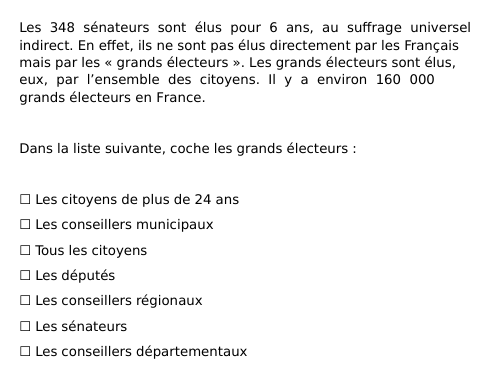 Les 348 sénateurs sont élus pour 6 ans, au suffrage universel
indirect. En effet, ils ne sont pas élus directement par les Français
mais par les « grands électeurs ». Les grands électeurs sont élus,
eux, par l’ensemble des citoyens. Il y a environ 160 000
grands électeurs en France.
Dans la liste suivante, coche les grands électeurs :
☐ Les citoyens de plus de 24 ans
☐ Les conseillers municipaux
☐ Tous les citoyens
☐ Les députés
☐ Les conseillers régionaux
☐ Les sénateurs
☐ Les conseillers départementaux